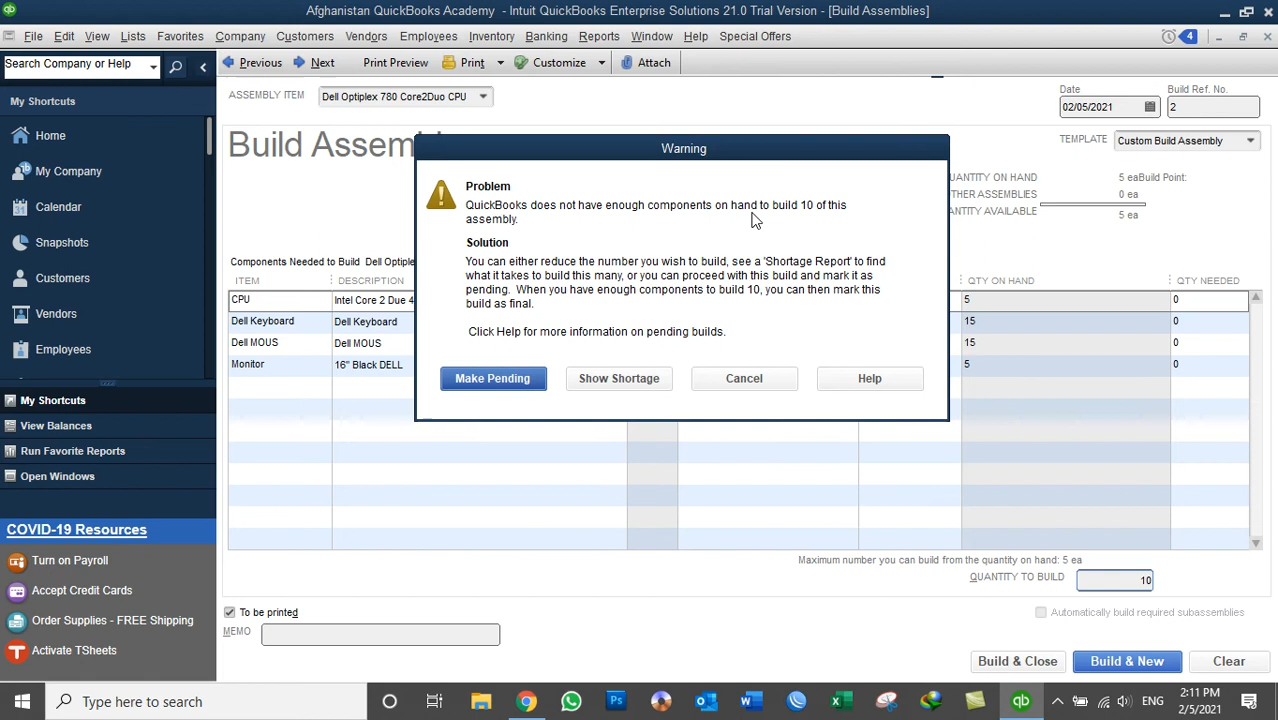 Afghanistan QuickBooks Academy - Intuit QuickBooks Enterprise Solutions 21.0 Trial Version - [Build Assemblies]
File Edit View Lists Favorites Company Customers Vendors Employees Inventory Banking Reports Window Help Special Offers
4
Search Company or Help
Previous Next Print Preview Print Customize Attach
My Shortcuts
Home
My Company
Calendar
Snapshots
Customers
Vendors
Employees
My Shortcuts
View Balances
Run Favorite Reports
Open Windows
COVID-19 Resources
Turn on Payroll
Accept Credit Cards
Order Supplies - FREE Shipping
Activate TSheets
ASSEMBLY ITEM Dell Optiplex 780 Core2Duo CPU
Date
02/05/2021
Build Ref. No.
2
Build Assem
TEMPLATE Custom Build Assembly
UANTITY ON HAND 5 ea Build Point:
THER ASSEMBLIES 0 ea
NTITY AVAILABLE 5 ea
Warning
Problem
QuickBooks does not have enough components on hand to build 10 of this
assembly.
Solution
You can either reduce the number you wish to build, see a 'Shortage Report' to find
what it takes to build this many, or you can proceed with this build and mark it as
pending. When you have enough components to build 10, you can then mark this
build as final.
Click Help for more information on pending builds.
Make Pending Show Shortage Cancel Help
Components Needed to Build Dell Optiple
ITEM DESCRIPTION QTY ON HAND QTY NEEDED
CPU Intel Core 2 Due 4 5 0
Dell Keyboard Dell Keyboard 15 0
Dell MOUS Dell MOUS 15 0
Monitor 16" Black DELL 5 0
Maximum number you can build from the quantity on hand: 5 ea
QUANTITY TO BUILD 10
To be printed
Automatically build required subassemblies
MEMO
Build & Close Build & New Clear
Type here to search
ENG
2:11 PM
2/5/2021